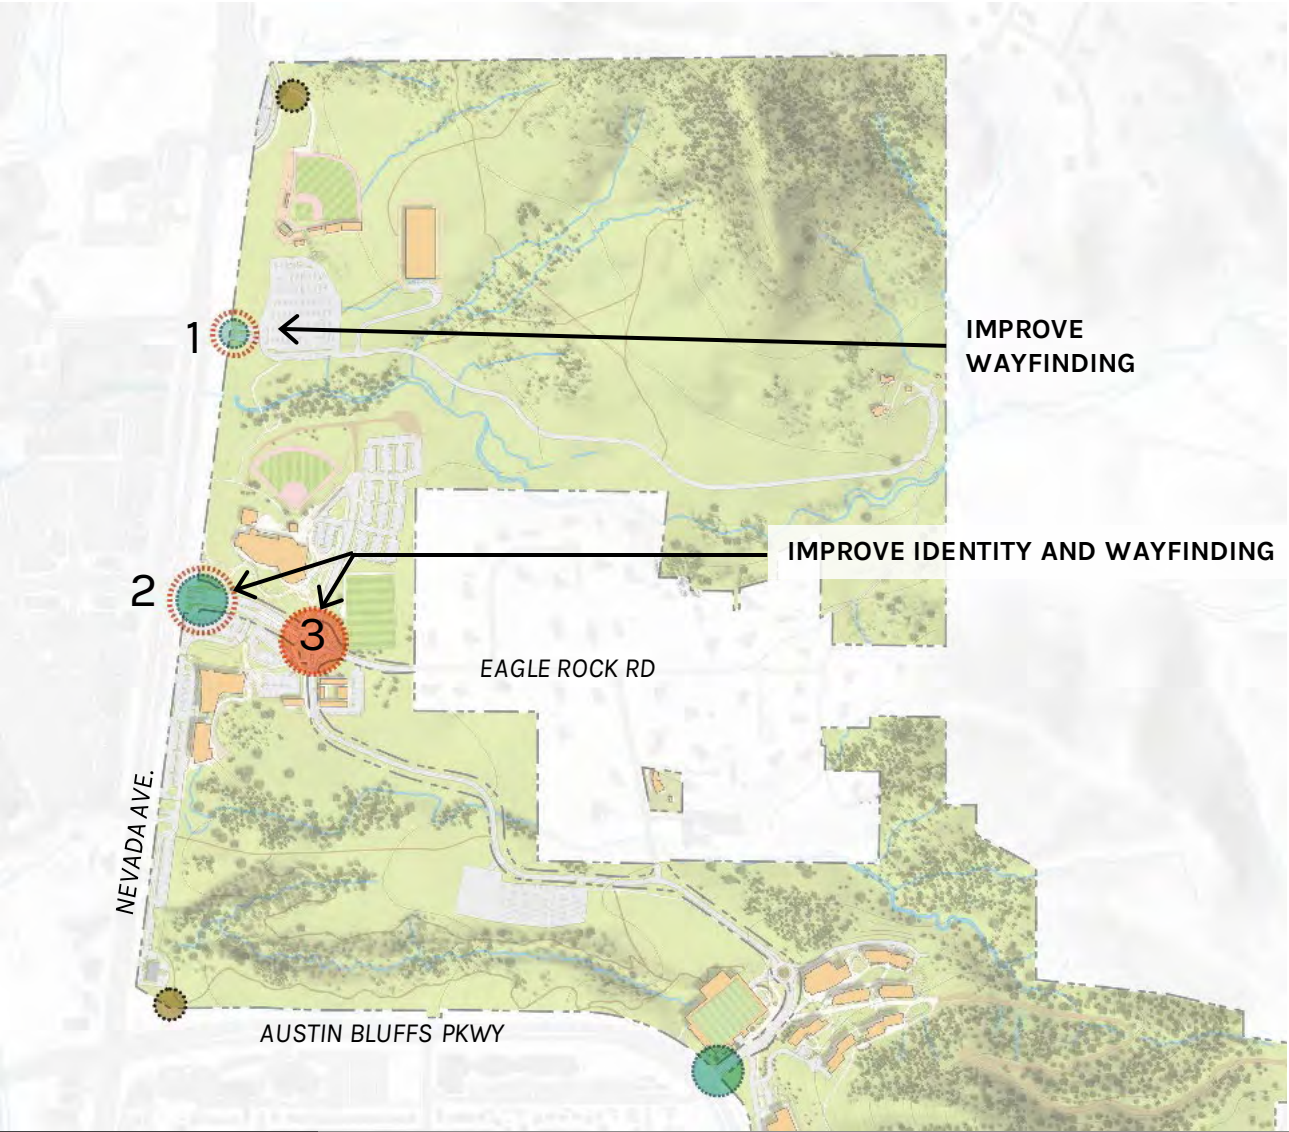 1
IMPROVE
WAYFINDING
IMPROVE IDENTITY AND WAYFINDING
2
3
EAGLE ROCK RD
NEVADA AVE.
AUSTIN BLUFFS PKWY